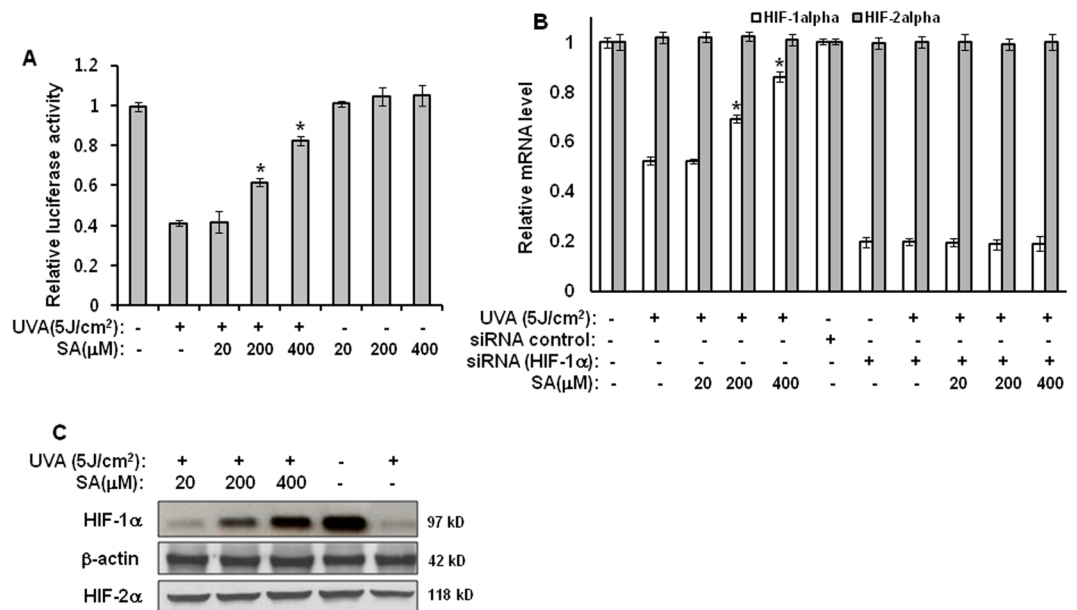 A
1.2
1
0.8
0.6
0.4
0.2
0
Relative luciferase activity
* *
UVA(5J/cm²): - + + + + - - -
SA(μM): - - 20 200 400 20 200 400
B
HIF-1alpha HIF-2alpha
1
0.8
0.6
0.4
0.2
0
Relative mRNA level
* *
UVA (5J/cm²): - + + + + - - + + + +
siRNA control: - - - - - + - - - - -
siRNA (HIF-1α): - - - - - - + + + + +
SA(μM): - - 20 200 400 - - - 20 200 400
C
UVA (5J/cm²): + + + - +
SA(μM): 20 200 400 - -
HIF-1α 97 kD
β-actin 42 kD
HIF-2α 118 kD